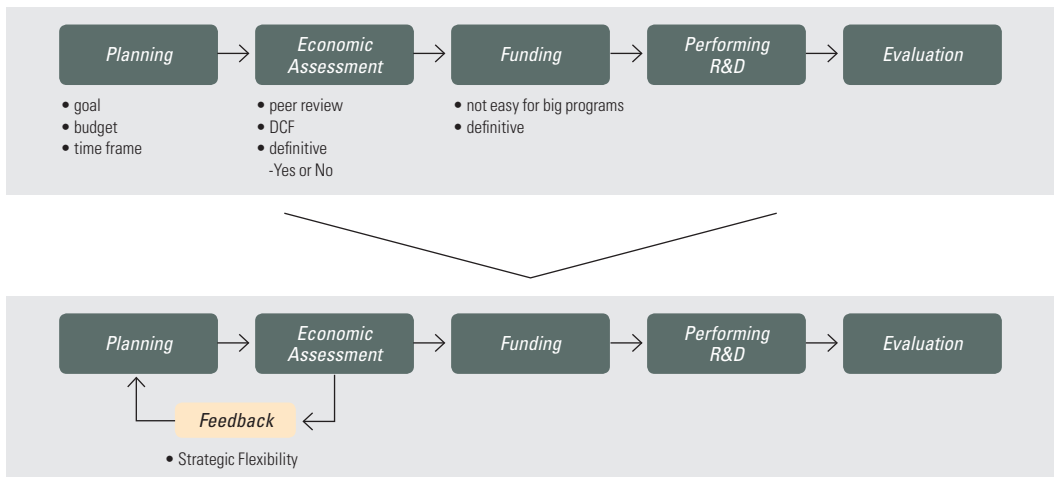 Planning
Economic
Assessment
Funding
Performing
R&D
Evaluation
• goal
• budget
• time frame
• peer review
• DCF
• definitive
-Yes or No
• not easy for big programs
• definitive
Planning
Economic
Assessment
Funding
Performing
R&D
Evaluation
Feedback
• Strategic Flexibility